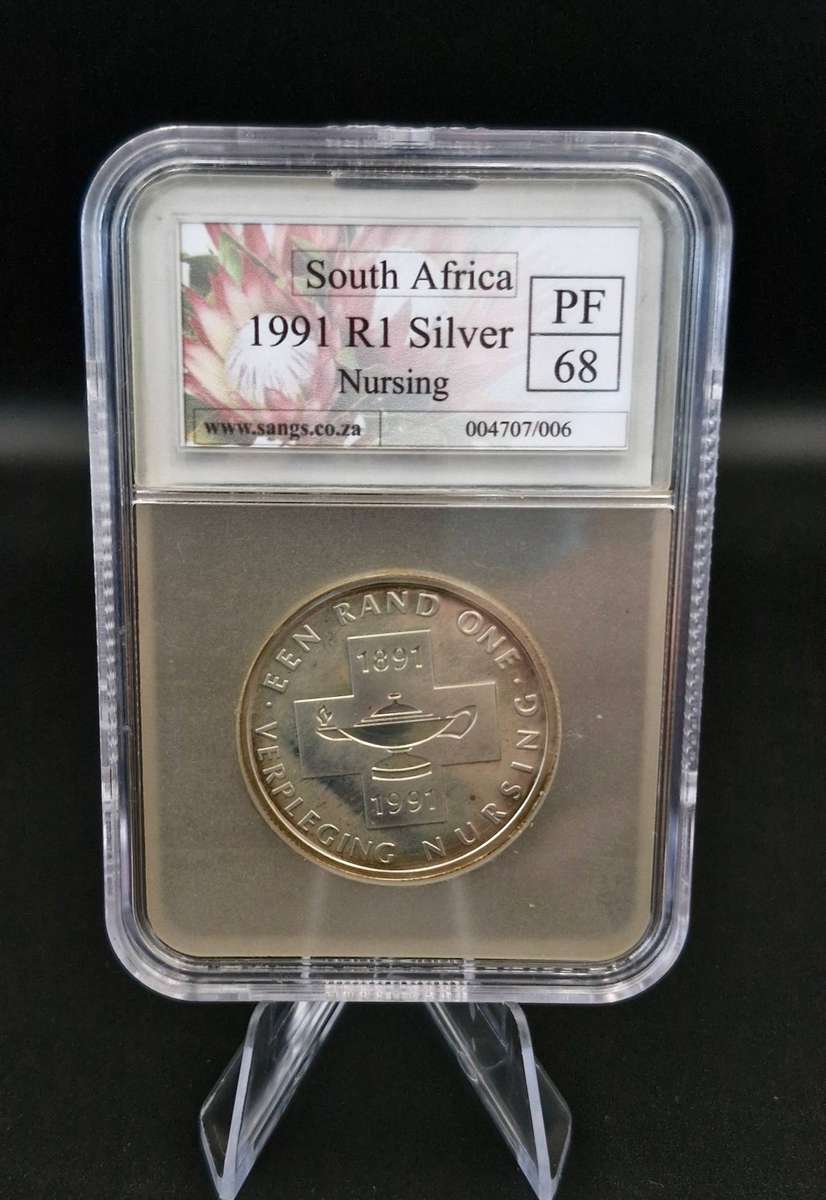 South Africa
1991 R1 Silver
Nursing
PF
68
www.sangs.co.za
004707/006
· EEN RAND ONE ·
1891
1991
VERPLEGING NURSING